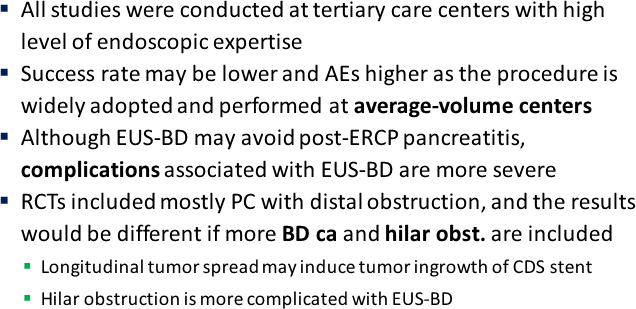 ▪ All studies were conducted at tertiary care centers with high
level of endoscopic expertise
▪ Success rate may be lower and AEs higher as the procedure is
widely adopted and performed at average-volume centers
▪ Although EUS-BD may avoid post-ERCP pancreatitis,
complications associated with EUS-BD are more severe
▪ RCTs included mostly PC with distal obstruction, and the results
would be different if more BD ca and hilar obst. are included
▪ Longitudinal tumor spread may induce tumor ingrowth of CDS stent
▪ Hilar obstruction is more complicated with EUS-BD